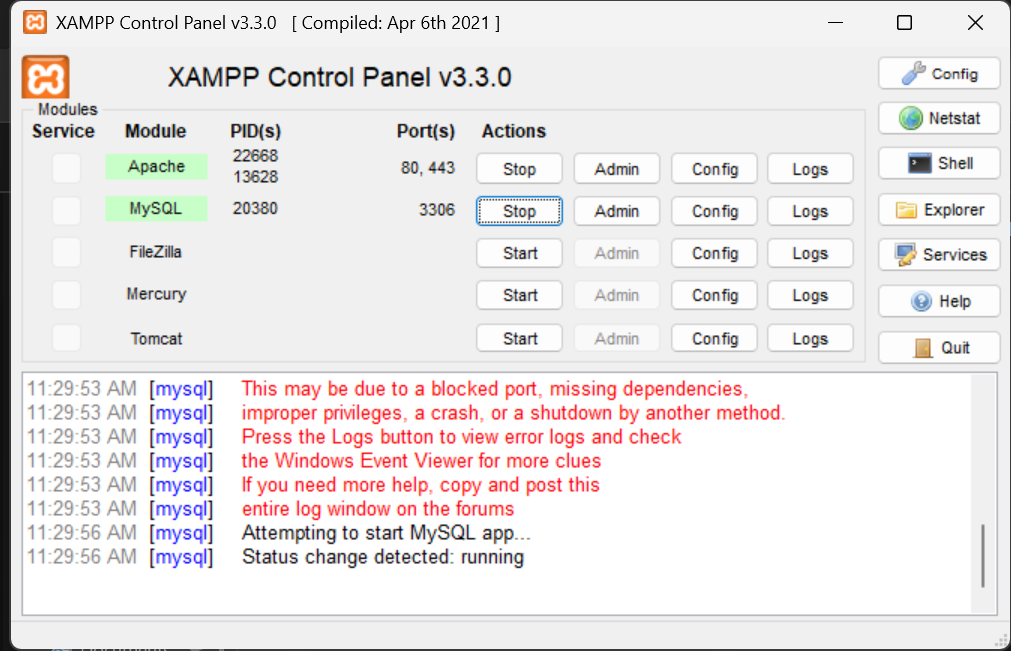 XAMPP Control Panel v3.3.0 [ Compiled: Apr 6th 2021 ]
XAMPP Control Panel v3.3.0
Config
Modules
Service Module PID(s) Port(s) Actions
Netstat
Apache 22668 13628 80, 443 Stop Admin Config Logs
Shell
MySQL 20380 3306 Stop Admin Config Logs
Explorer
FileZilla Start Admin Config Logs
Services
Mercury Start Admin Config Logs
Help
Tomcat Start Admin Config Logs
Quit
11:29:53 AM [mysql] This may be due to a blocked port, missing dependencies,
11:29:53 AM [mysql] improper privileges, a crash, or a shutdown by another method.
11:29:53 AM [mysql] Press the Logs button to view error logs and check
11:29:53 AM [mysql] the Windows Event Viewer for more clues
11:29:53 AM [mysql] If you need more help, copy and post this
11:29:53 AM [mysql] entire log window on the forums
11:29:56 AM [mysql] Attempting to start MySQL app...
11:29:56 AM [mysql] Status change detected: running